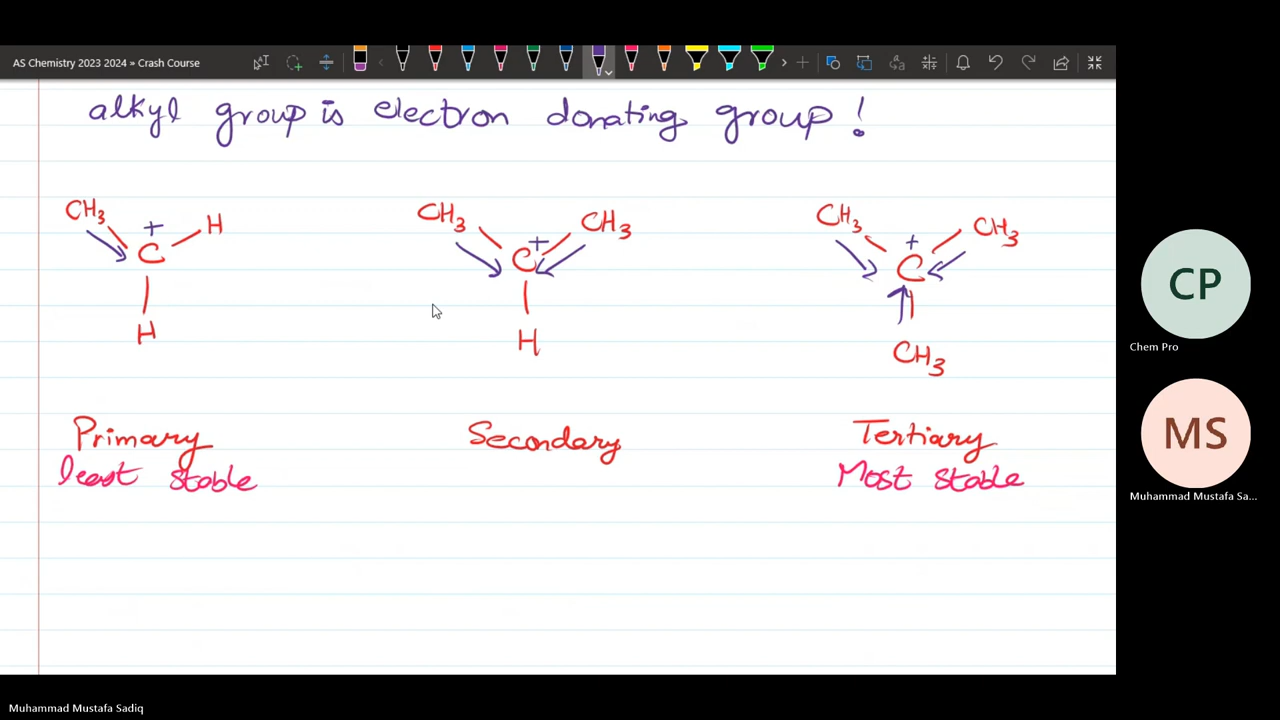 AS Chemistry 2023 2024 » Crash Course
alkyl group is electron donating group !
CH3 + H
C
H
CH3 + CH3
C
H
CH3 + CH3
C
CH3
Primary Secondary Tertiary
least stable Most stable
CP
Chem Pro
MS
Muhammad Mustafa Sa...
Muhammad Mustafa Sadiq